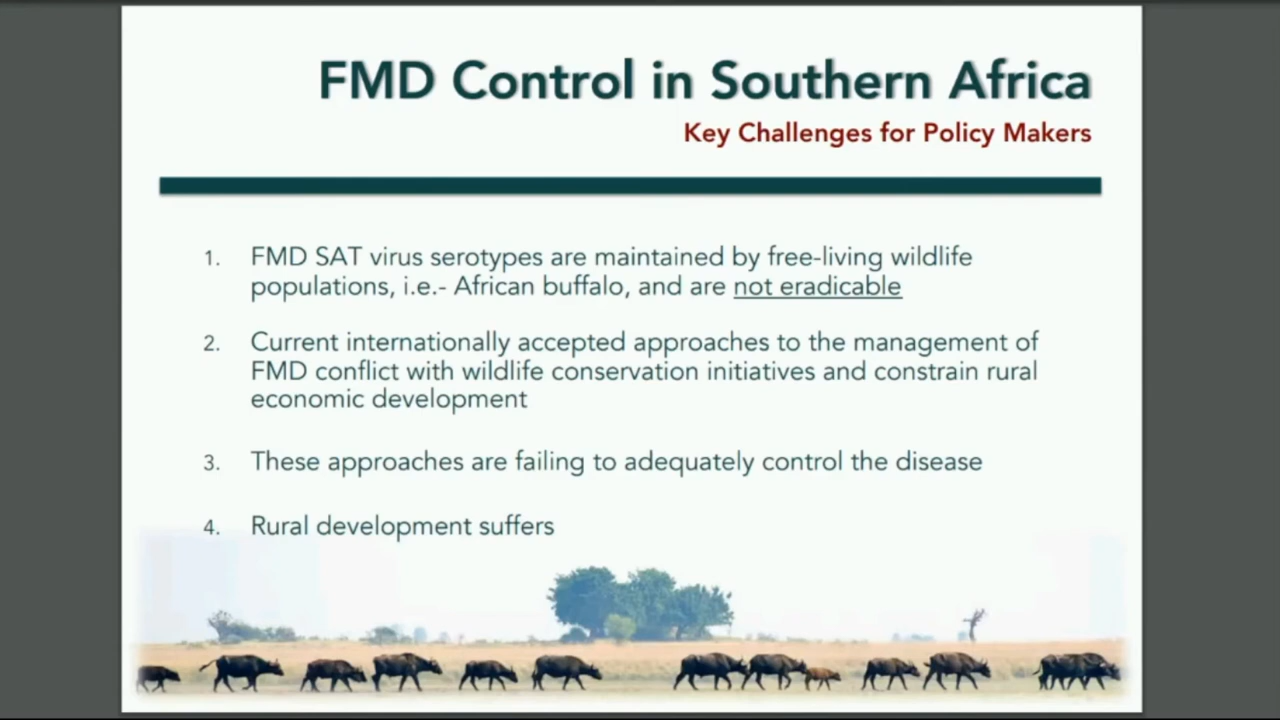 FMD Control in Southern Africa
Key Challenges for Policy Makers
1. FMD SAT virus serotypes are maintained by free-living wildlife
populations, i.e.- African buffalo, and are not eradicable
2. Current internationally accepted approaches to the management of
FMD conflict with wildlife conservation initiatives and constrain rural
economic development
3. These approaches are failing to adequately control the disease
4. Rural development suffers